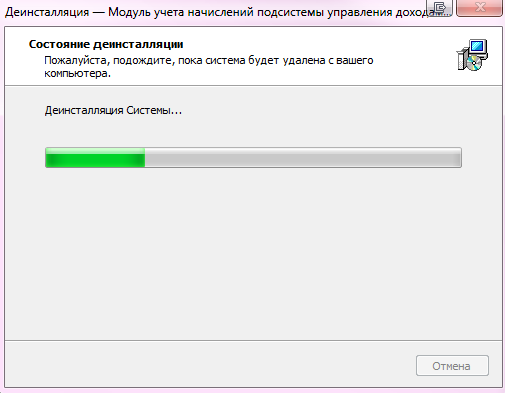 Деинсталляция — Модуль учета начислений подсистемы управления доходам...
Состояние деинсталляции
Пожалуйста, подождите, пока система будет удалена с вашего
компьютера.
Деинсталляция Системы...
Отмена